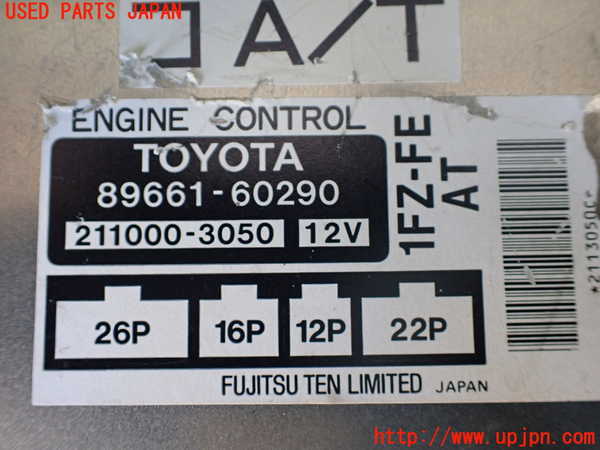 USED PARTS JAPAN
A/T
ENGINE CONTROL
TOYOTA
89661-60290
211000-3050 12V
1FZ-FE
AT
*2113050C*
26P 16P 12P 22P
FUJITSU TEN LIMITED JAPAN
http://www.upjpn.com/